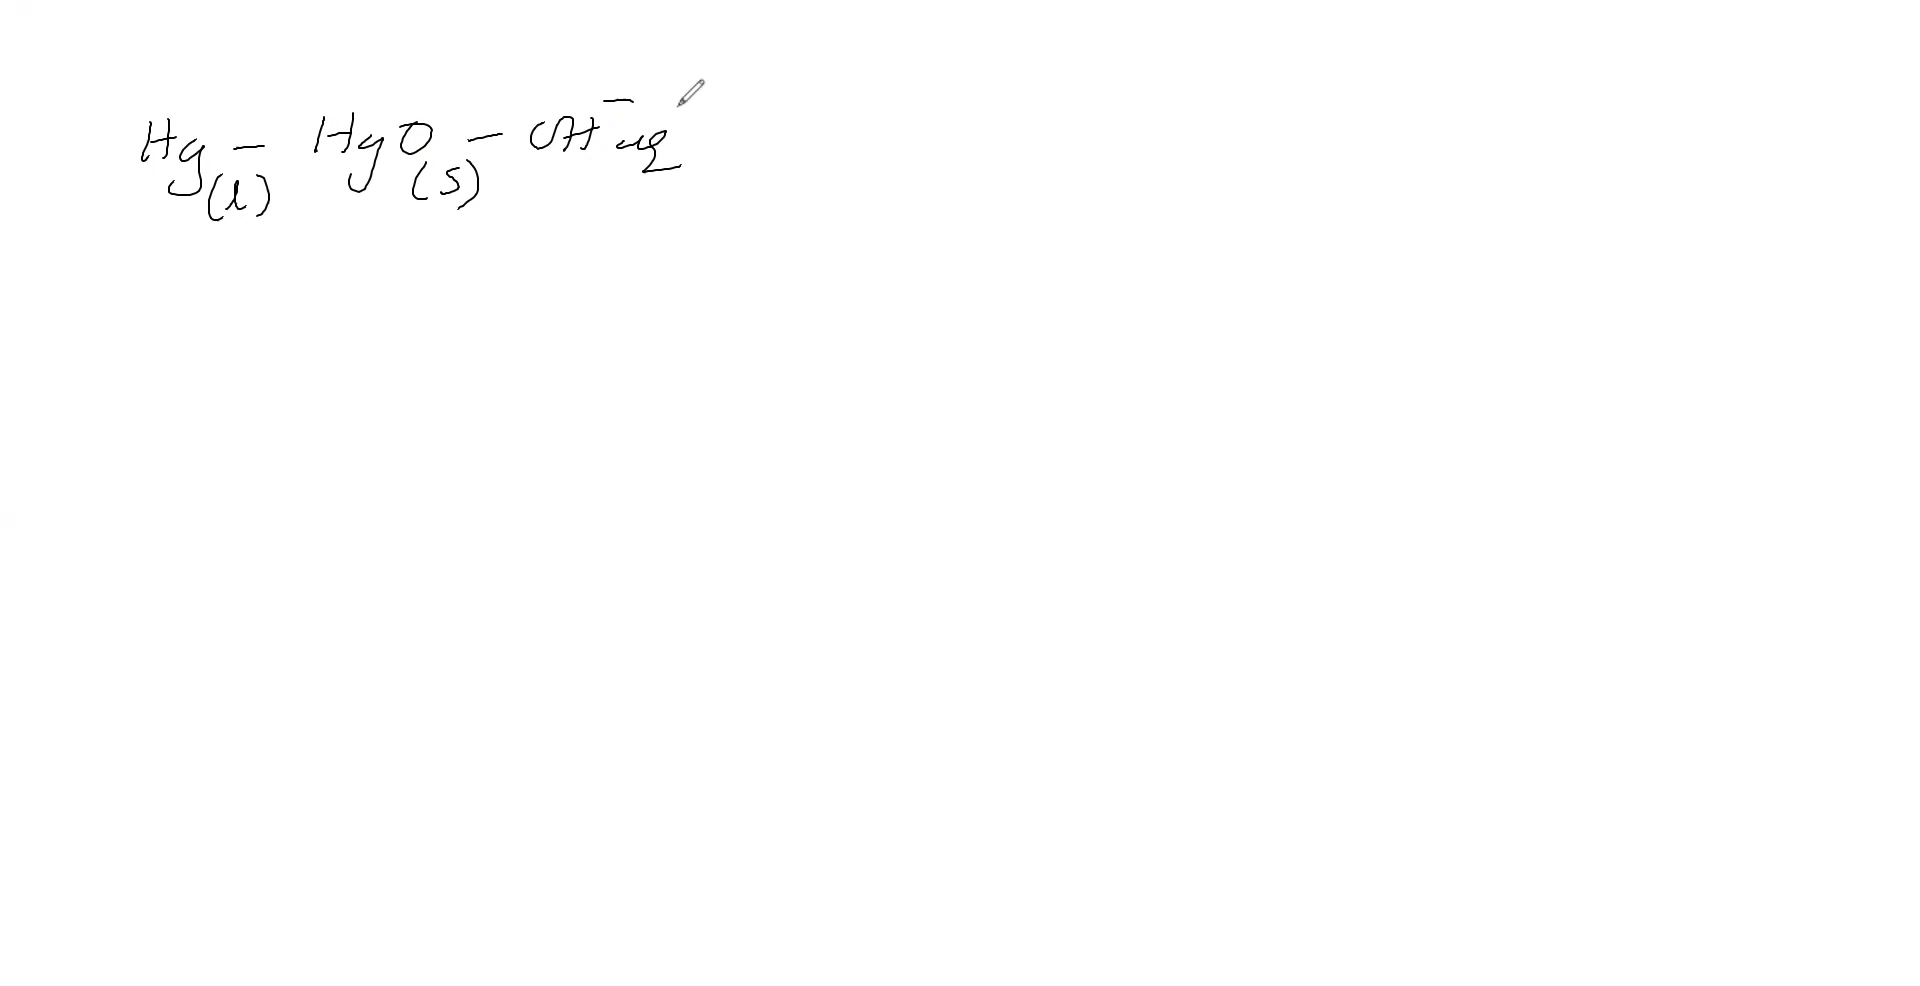 Hg(l) – HgO(s) – OH⁻aq